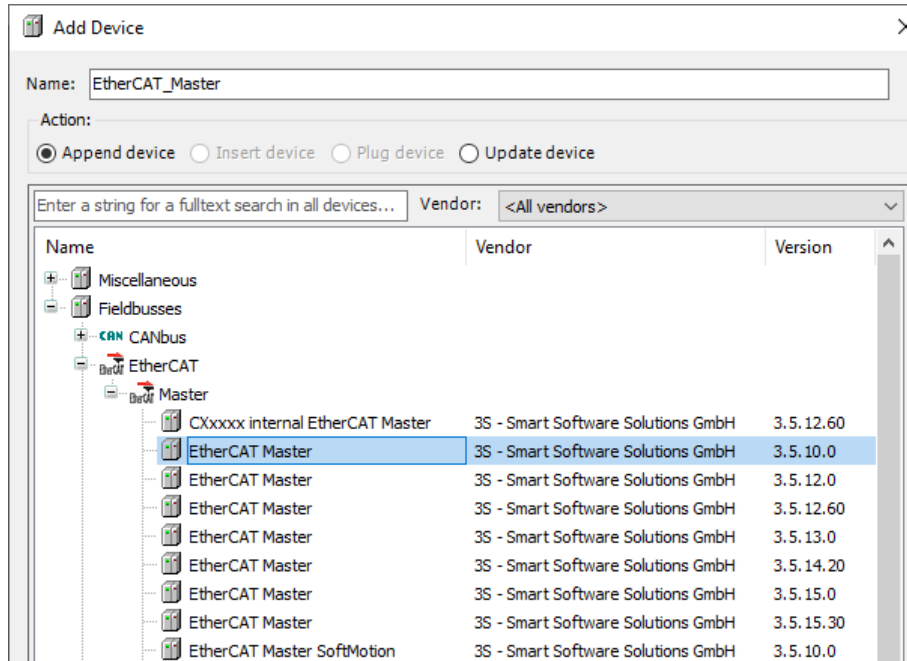 Add Device
Name: EtherCAT_Master
Action:
Append device Insert device Plug device Update device
Enter a string for a fulltext search in all devices... Vendor: <All vendors>
Name Vendor Version
Miscellaneous
Fieldbusses
CAN CANbus
EtherCAT EtherCAT
EtherCAT Master
CXxxxx internal EtherCAT Master 3S - Smart Software Solutions GmbH 3.5.12.60
EtherCAT Master 3S - Smart Software Solutions GmbH 3.5.10.0
EtherCAT Master 3S - Smart Software Solutions GmbH 3.5.12.0
EtherCAT Master 3S - Smart Software Solutions GmbH 3.5.12.60
EtherCAT Master 3S - Smart Software Solutions GmbH 3.5.13.0
EtherCAT Master 3S - Smart Software Solutions GmbH 3.5.14.20
EtherCAT Master 3S - Smart Software Solutions GmbH 3.5.15.0
EtherCAT Master 3S - Smart Software Solutions GmbH 3.5.15.30
EtherCAT Master SoftMotion 3S - Smart Software Solutions GmbH 3.5.10.0